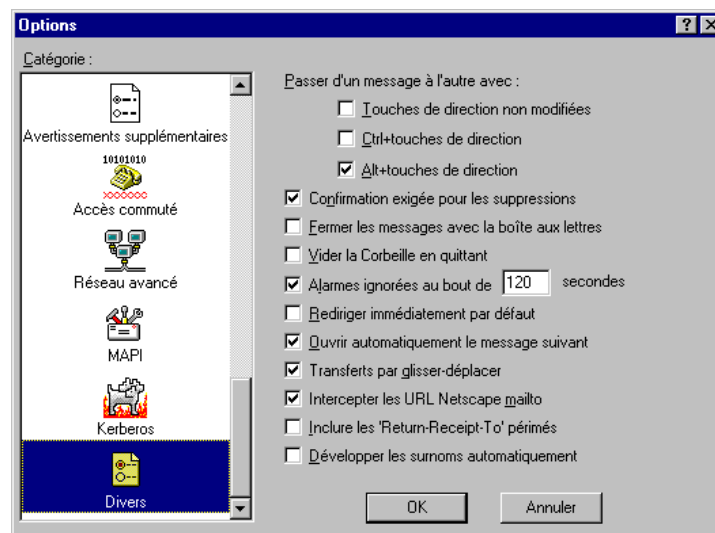 Options
Catégorie :
Avertissements supplémentaires
10101010
Accès commuté
Réseau avancé
MAPI
Kerberos
Divers
Passer d'un message à l'autre avec :
Touches de direction non modifiées
Ctrl+touches de direction
Alt+touches de direction
Confirmation exigée pour les suppressions
Fermer les messages avec la boîte aux lettres
Vider la Corbeille en quittant
Alarmes ignorées au bout de 120 secondes
Rediriger immédiatement par défaut
Ouvrir automatiquement le message suivant
Transferts par glisser-déplacer
Intercepter les URL Netscape mailto
Inclure les 'Return-Receipt-To' périmés
Développer les surnoms automatiquement
OK Annuler